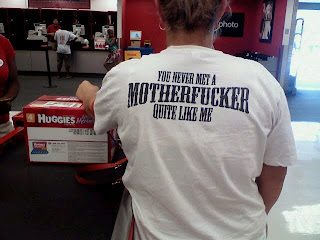 photo
YOU NEVER MET A
MOTHERFUCKER
QUITE LIKE ME
HUGGIES